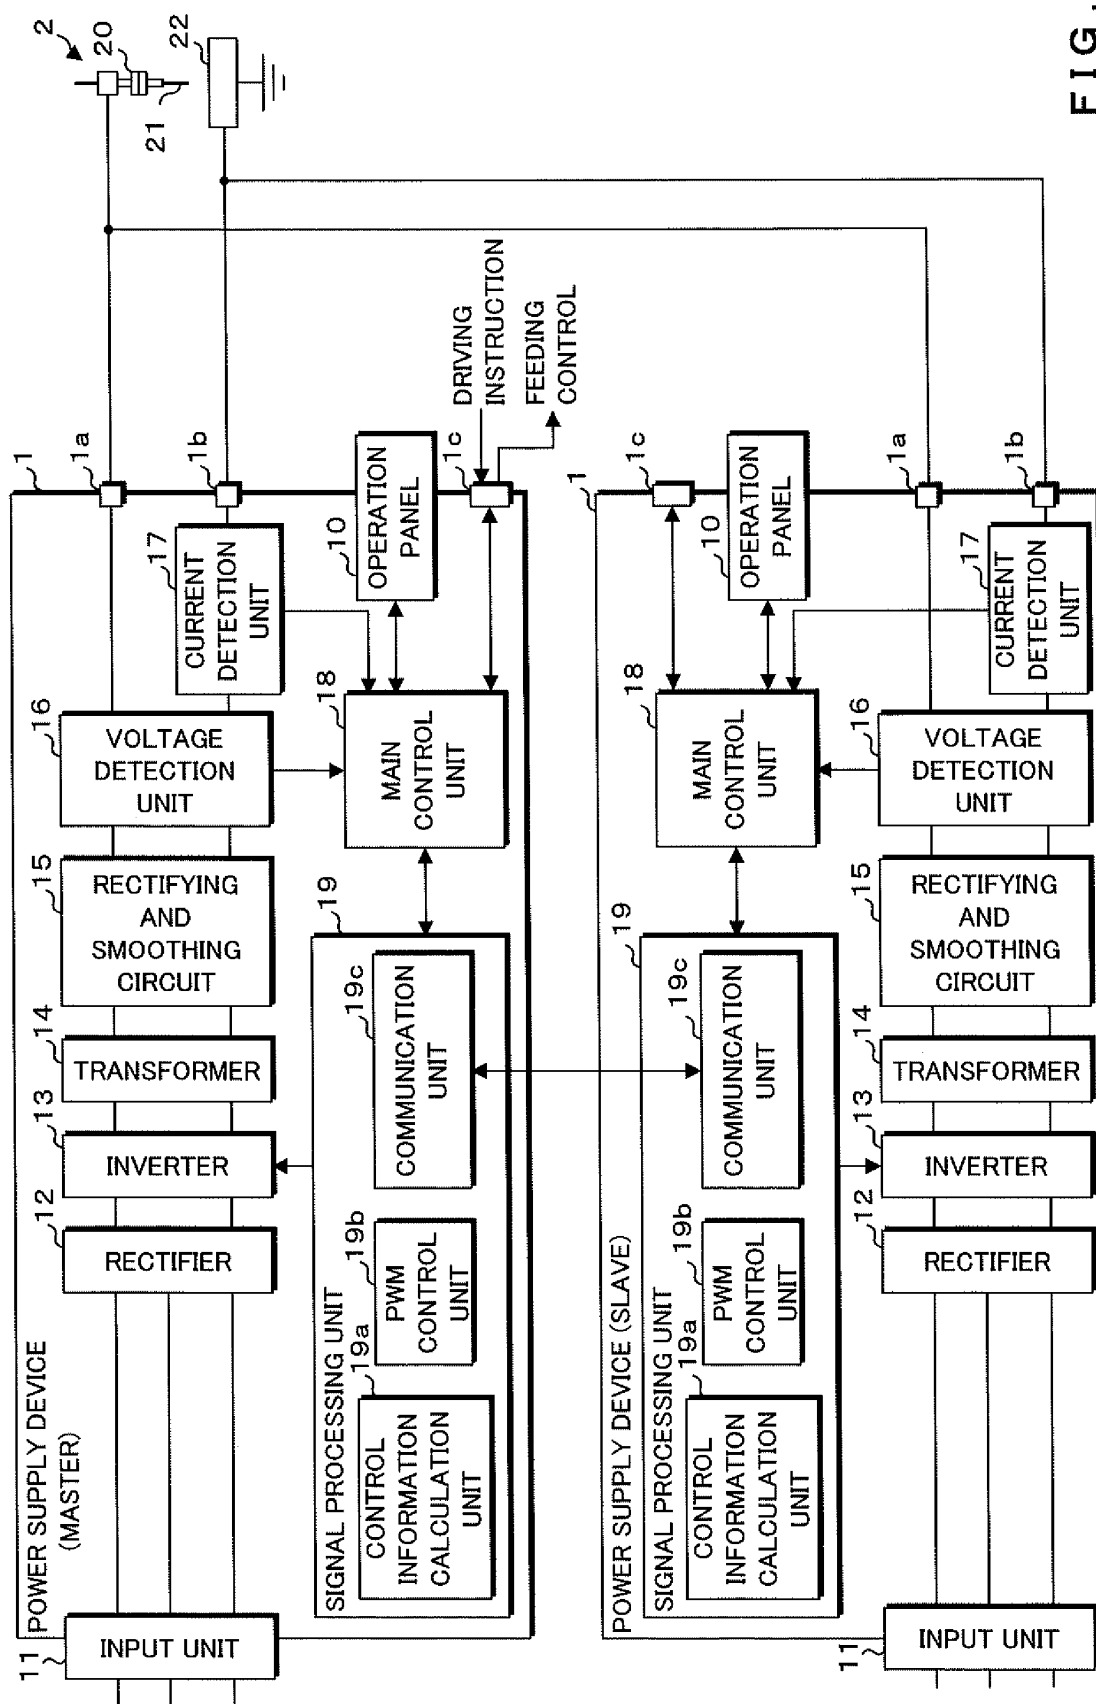 2
20
21
22
POWER SUPPLY DEVICE
(MASTER)
1
1a
1b
1c
DRIVING
INSTRUCTION
FEEDING
CONTROL
11
INPUT UNIT
12
RECTIFIER
13
INVERTER
14
TRANSFORMER
15
RECTIFYING
AND
SMOOTHING
CIRCUIT
16
VOLTAGE
DETECTION
UNIT
17
CURRENT
DETECTION
UNIT
10
OPERATION
PANEL
18
MAIN
CONTROL
UNIT
19
SIGNAL PROCESSING UNIT
19a
CONTROL
INFORMATION
CALCULATION
UNIT
19b
PWM
CONTROL
UNIT
19c
COMMUNICATION
UNIT
POWER SUPPLY DEVICE (SLAVE)
1
1c
1a
1b
SIGNAL PROCESSING UNIT
19
19a
CONTROL
INFORMATION
CALCULATION
UNIT
19b
PWM
CONTROL
UNIT
19c
COMMUNICATION
UNIT
18
MAIN
CONTROL
UNIT
10
OPERATION
PANEL
11
INPUT UNIT
12
RECTIFIER
13
INVERTER
14
TRANSFORMER
15
RECTIFYING
AND
SMOOTHING
CIRCUIT
16
VOLTAGE
DETECTION
UNIT
17
CURRENT
DETECTION
UNIT
FIG.